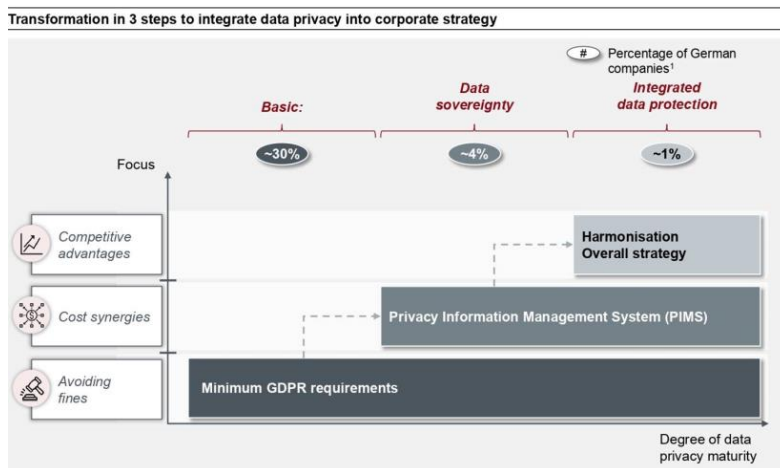 Transformation in 3 steps to integrate data privacy into corporate strategy
# Percentage of German
companies¹
Basic:
Data
sovereignty
Integrated
data protection
~30%
~4%
~1%
Focus
Competitive
advantages
Harmonisation
Overall strategy
Cost synergies
Privacy Information Management System (PIMS)
Avoiding
fines
Minimum GDPR requirements
Degree of data
privacy maturity